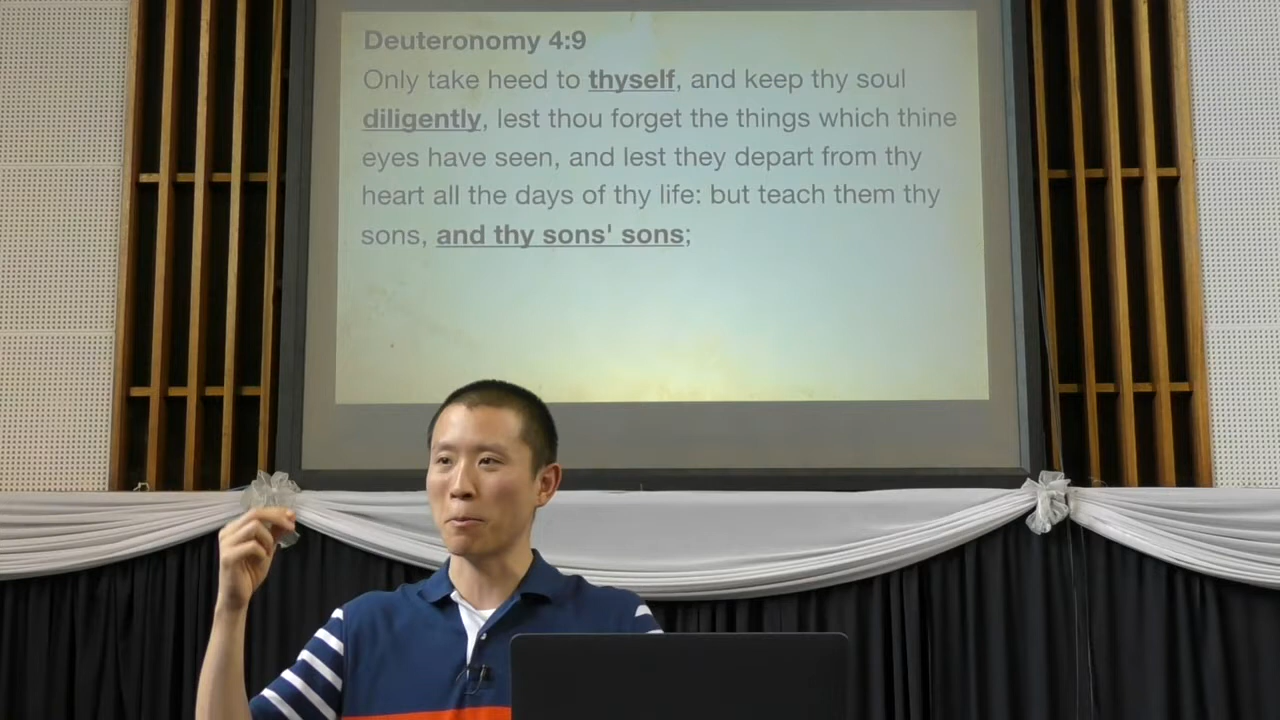 Deuteronomy 4:9
Only take heed to thyself, and keep thy soul
diligently, lest thou forget the things which thine
eyes have seen, and lest they depart from thy
heart all the days of thy life: but teach them thy
sons, and thy sons' sons;